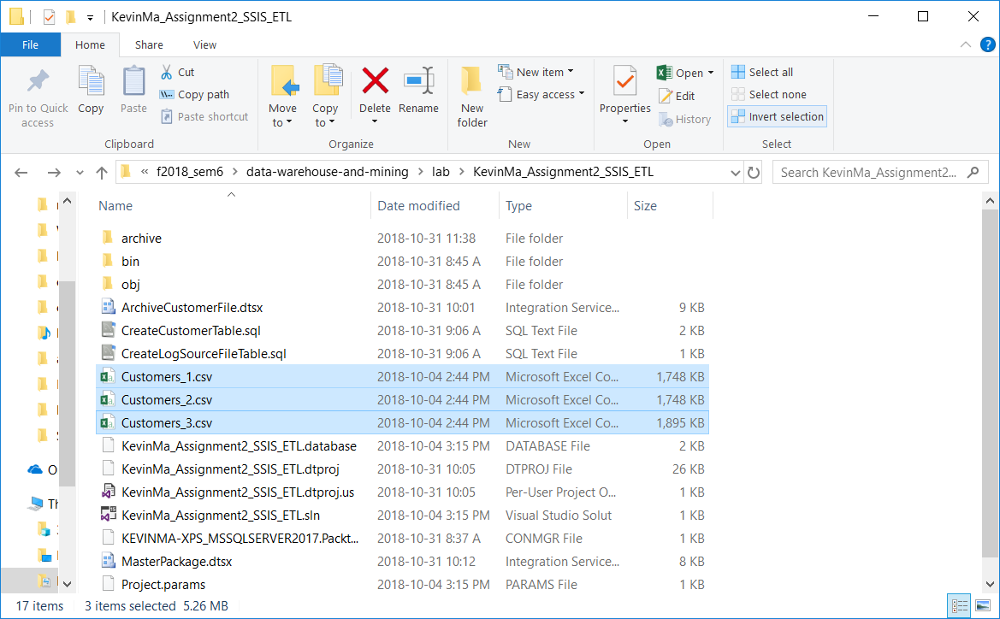 KevinMa_Assignment2_SSIS_ETL
File Home Share View
Pin to Quick access
Copy
Paste
Cut
Copy path
Paste shortcut
Clipboard
Move to
Copy to
Delete
Rename
Organize
New folder
New item
Easy access
New
Properties
Open
Edit
History
Open
Select all
Select none
Invert selection
Select
« f2018_sem6 > data-warehouse-and-mining > lab > KevinMa_Assignment2_SSIS_ETL
Search KevinMa_Assignment2...
Name Date modified Type Size
archive 2018-10-31 11:38 File folder
bin 2018-10-31 8:45 A File folder
obj 2018-10-31 8:45 A File folder
ArchiveCustomerFile.dtsx 2018-10-31 10:01 Integration Service... 9 KB
CreateCustomerTable.sql 2018-10-31 9:06 A SQL Text File 2 KB
CreateLogSourceFileTable.sql 2018-10-31 9:06 A SQL Text File 1 KB
Customers_1.csv 2018-10-04 2:44 PM Microsoft Excel Co... 1,748 KB
Customers_2.csv 2018-10-04 2:44 PM Microsoft Excel Co... 1,748 KB
Customers_3.csv 2018-10-04 2:44 PM Microsoft Excel Co... 1,895 KB
KevinMa_Assignment2_SSIS_ETL.database 2018-10-04 3:15 PM DATABASE File 2 KB
KevinMa_Assignment2_SSIS_ETL.dtproj 2018-10-31 10:05 DTPROJ File 26 KB
KevinMa_Assignment2_SSIS_ETL.dtproj.us 2018-10-31 10:05 Per-User Project O... 1 KB
KevinMa_Assignment2_SSIS_ETL.sln 2018-10-04 3:15 PM Visual Studio Solut 1 KB
KEVINMA-XPS_MSSQLSERVER2017.Packt... 2018-10-31 8:37 A CONMGR File 1 KB
MasterPackage.dtsx 2018-10-31 10:12 Integration Service... 8 KB
Project.params 2018-10-04 3:15 PM PARAMS File 1 KB
O
Th
17 items 3 items selected 5.26 MB